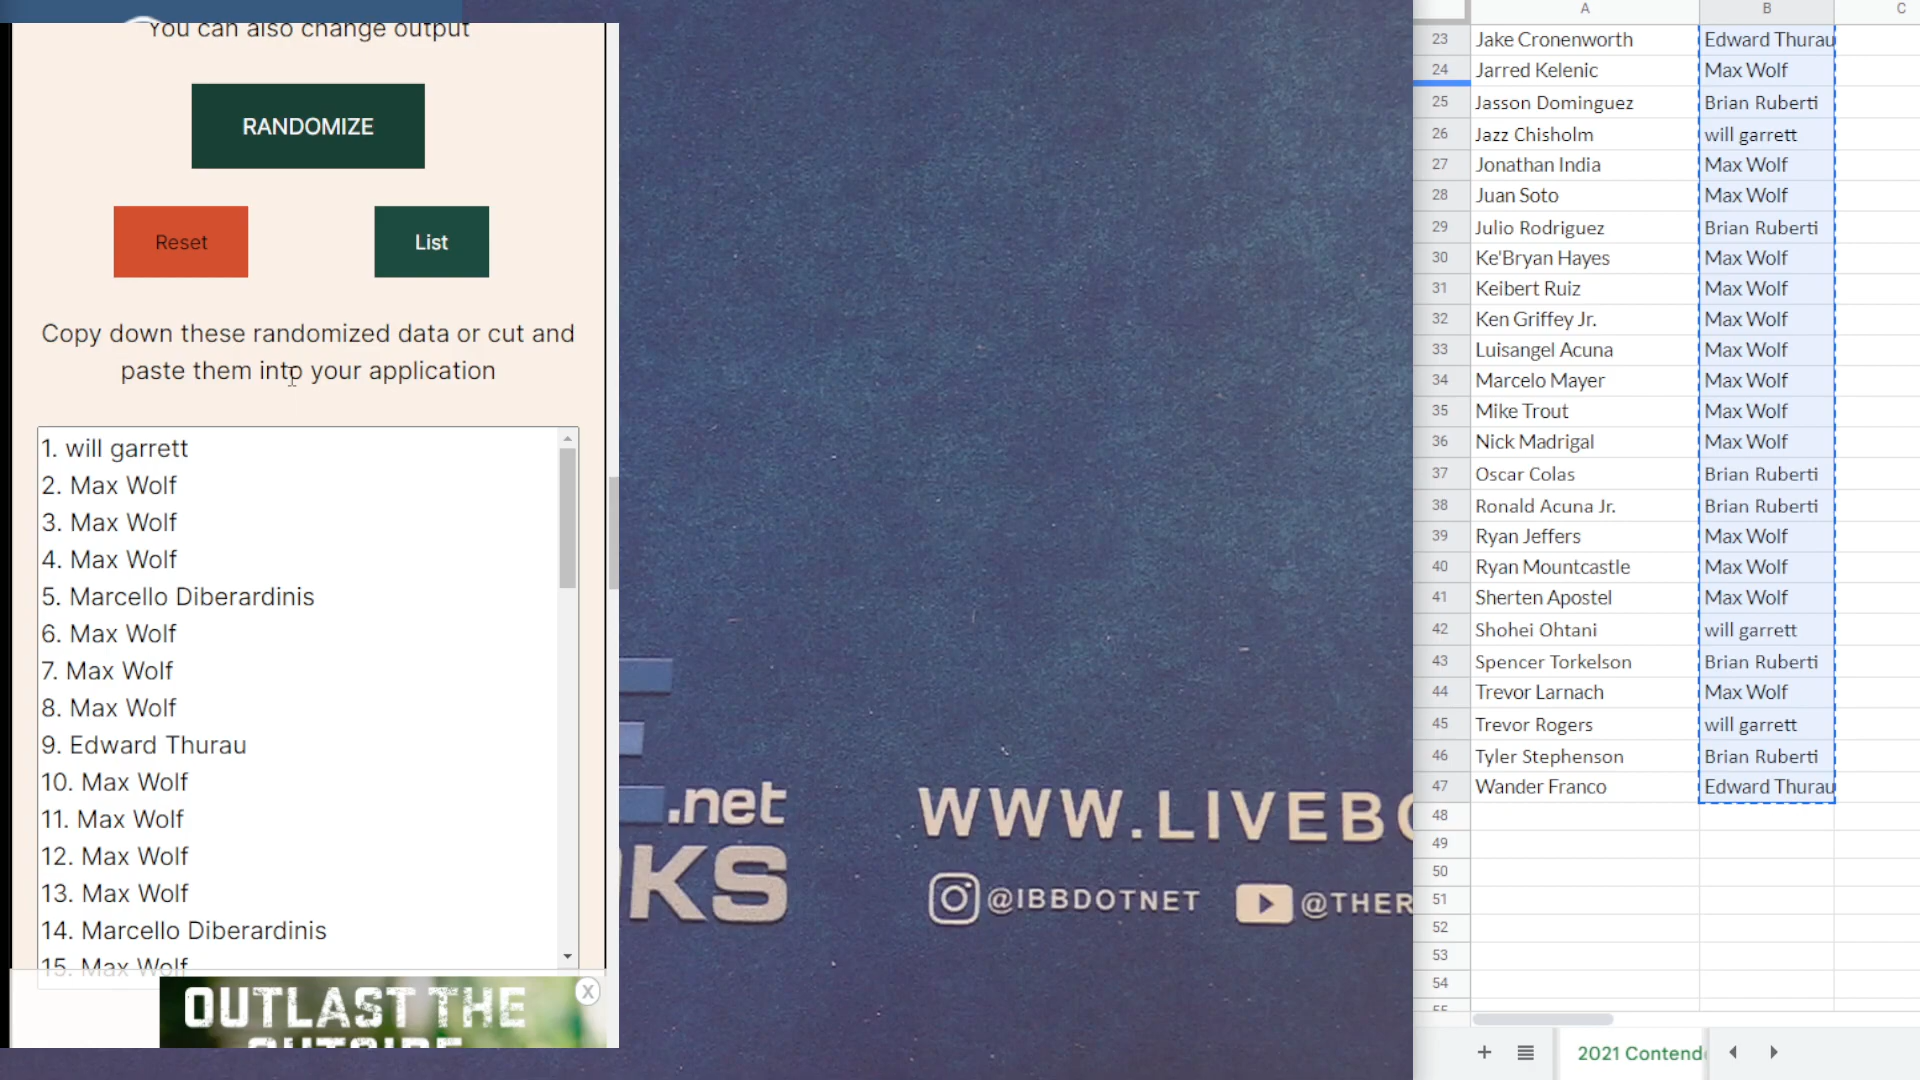 You can also change output
RANDOMIZE
Reset
List
Copy down these randomized data or cut and
paste them into your application
1. will garrett
2. Max Wolf
3. Max Wolf
4. Max Wolf
5. Marcello Diberardinis
6. Max Wolf
7. Max Wolf
8. Max Wolf
9. Edward Thurau
10. Max Wolf
11. Max Wolf
12. Max Wolf
13. Max Wolf
14. Marcello Diberardinis
15. Max Wolf
X
OUTLAST THE
OUTSIDE
.net
KS
WWW.LIVEB
@IBBDOTNET
@THER
A B C
23 Jake Cronenworth Edward Thurau
24 Jarred Kelenic Max Wolf
25 Jasson Dominguez Brian Ruberti
26 Jazz Chisholm will garrett
27 Jonathan India Max Wolf
28 Juan Soto Max Wolf
29 Julio Rodriguez Brian Ruberti
30 Ke'Bryan Hayes Max Wolf
31 Keibert Ruiz Max Wolf
32 Ken Griffey Jr. Max Wolf
33 Luisangel Acuna Max Wolf
34 Marcelo Mayer Max Wolf
35 Mike Trout Max Wolf
36 Nick Madrigal Max Wolf
37 Oscar Colas Brian Ruberti
38 Ronald Acuna Jr. Brian Ruberti
39 Ryan Jeffers Max Wolf
40 Ryan Mountcastle Max Wolf
41 Sherten Apostel Max Wolf
42 Shohei Ohtani will garrett
43 Spencer Torkelson Brian Ruberti
44 Trevor Larnach Max Wolf
45 Trevor Rogers will garrett
46 Tyler Stephenson Brian Ruberti
47 Wander Franco Edward Thurau
48
49
50
51
52
53
54
55
2021 Contend